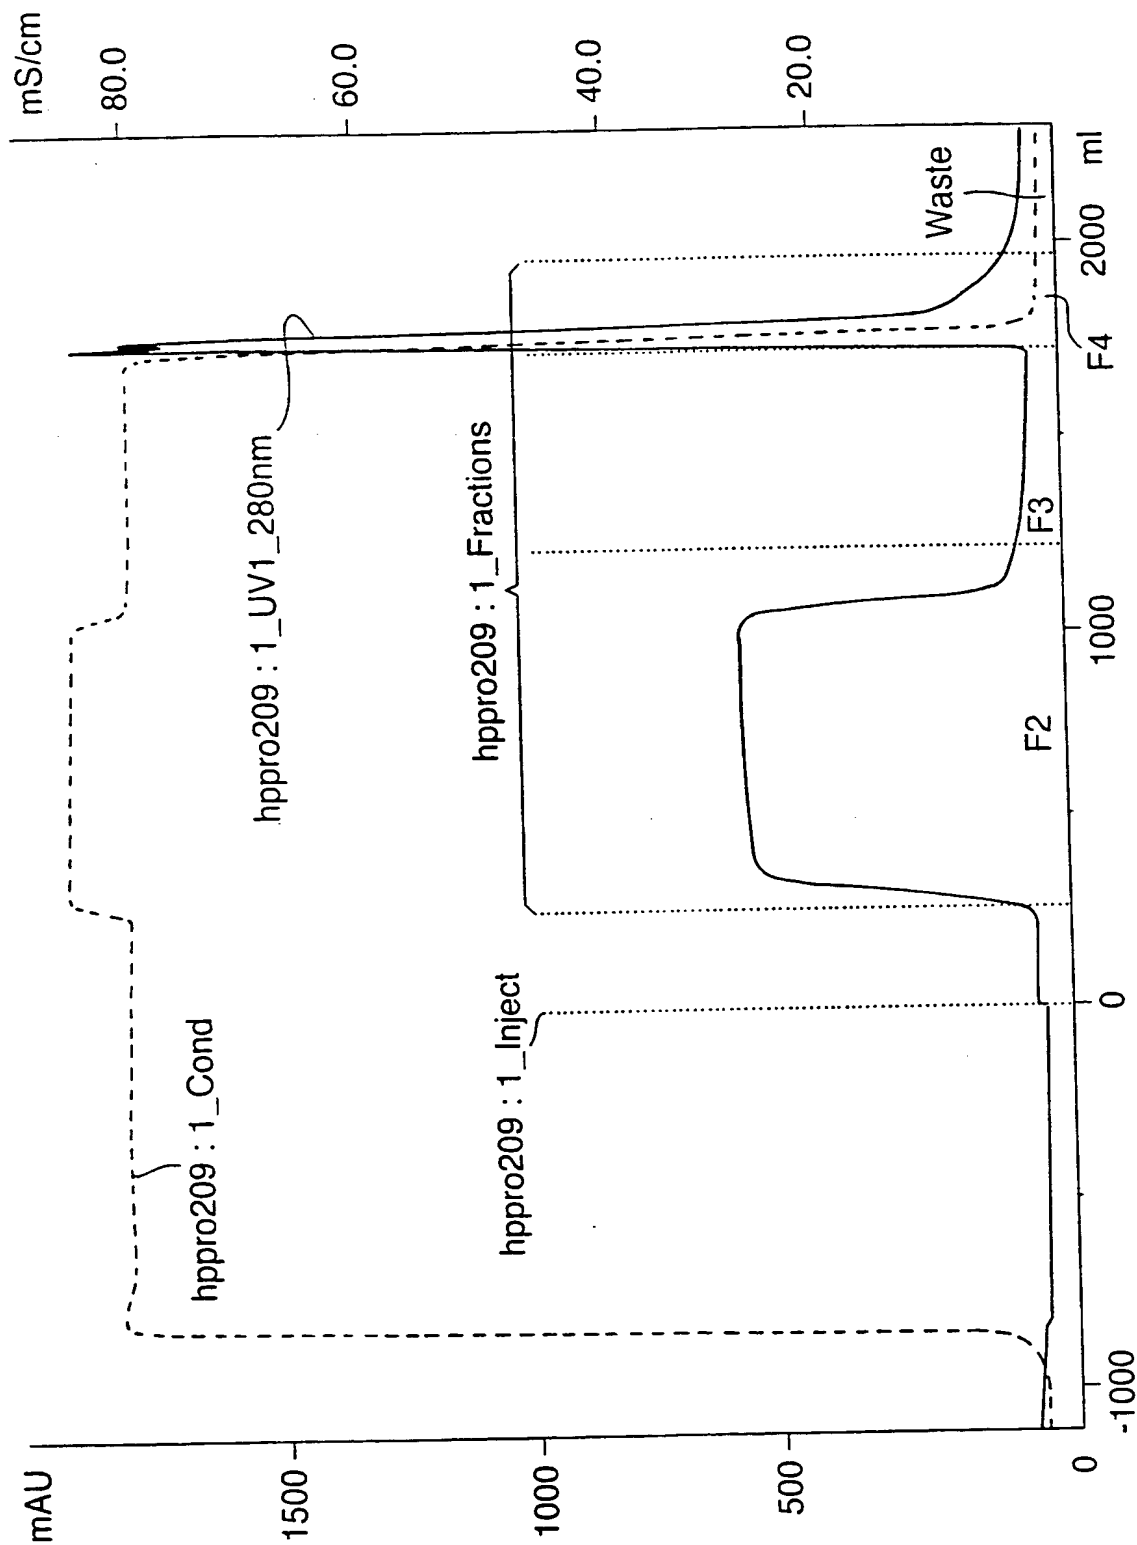 mAU
mS/cm
1500
1000
500
0
80.0
60.0
40.0
20.0
hppro209 : 1_Cond
hppro209 : 1_UV1_280nm
hppro209 : 1_Fractions
hppro209 : 1_Inject
F2
F3
F4
Waste
-1000
0
1000
2000
ml